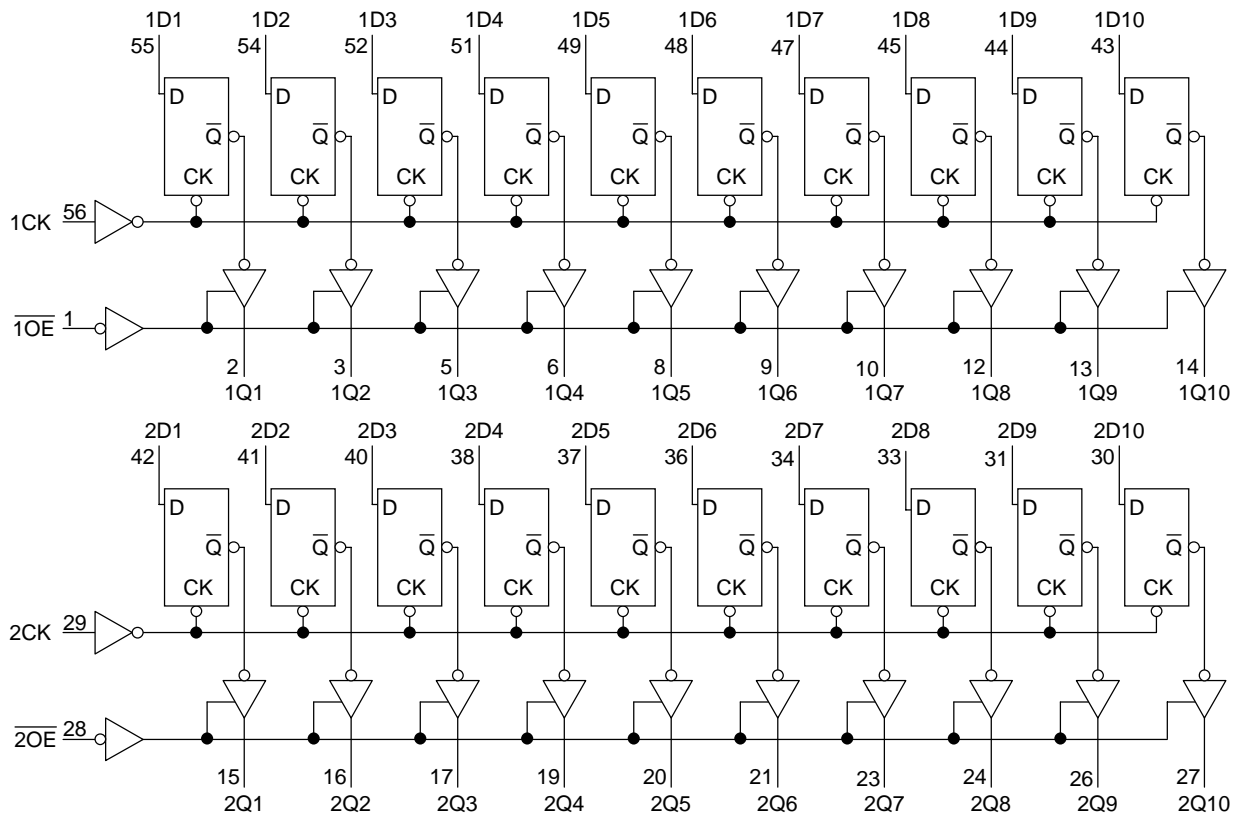 1D1 1D2 1D3 1D4 1D5 1D6 1D7 1D8 1D9 1D10
55 54 52 51 49 48 47 45 44 43
D D D D D D D D D D
Q̅ Q̅ Q̅ Q̅ Q̅ Q̅ Q̅ Q̅ Q̅ Q̅
CK CK CK CK CK CK CK CK CK CK
1CK 56
1̅O̅E̅ 1
2 3 5 6 8 9 10 12 13 14
1Q1 1Q2 1Q3 1Q4 1Q5 1Q6 1Q7 1Q8 1Q9 1Q10
2D1 2D2 2D3 2D4 2D5 2D6 2D7 2D8 2D9 2D10
42 41 40 38 37 36 34 33 31 30
D D D D D D D D D D
Q̅ Q̅ Q̅ Q̅ Q̅ Q̅ Q̅ Q̅ Q̅ Q̅
CK CK CK CK CK CK CK CK CK CK
2CK 29
2̅O̅E̅ 28
15 16 17 19 20 21 23 24 26 27
2Q1 2Q2 2Q3 2Q4 2Q5 2Q6 2Q7 2Q8 2Q9 2Q10